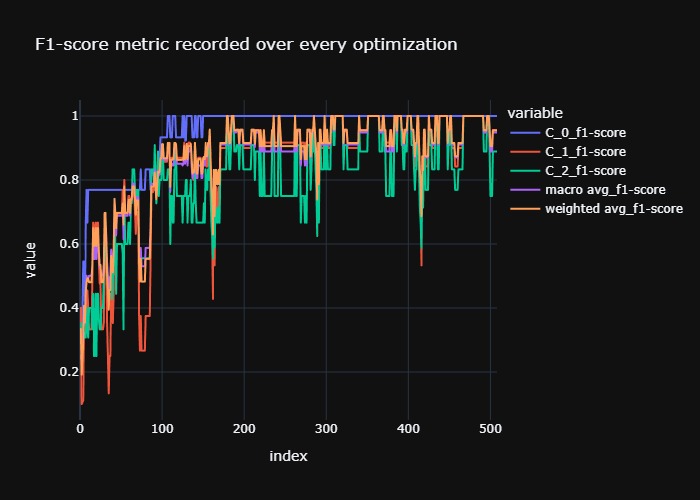 F1-score metric recorded over every optimization
variable
C_0_f1-score
C_1_f1-score
C_2_f1-score
macro avg_f1-score
weighted avg_f1-score
value
1
0.8
0.6
0.4
0.2
0
100
200
300
400
500
index